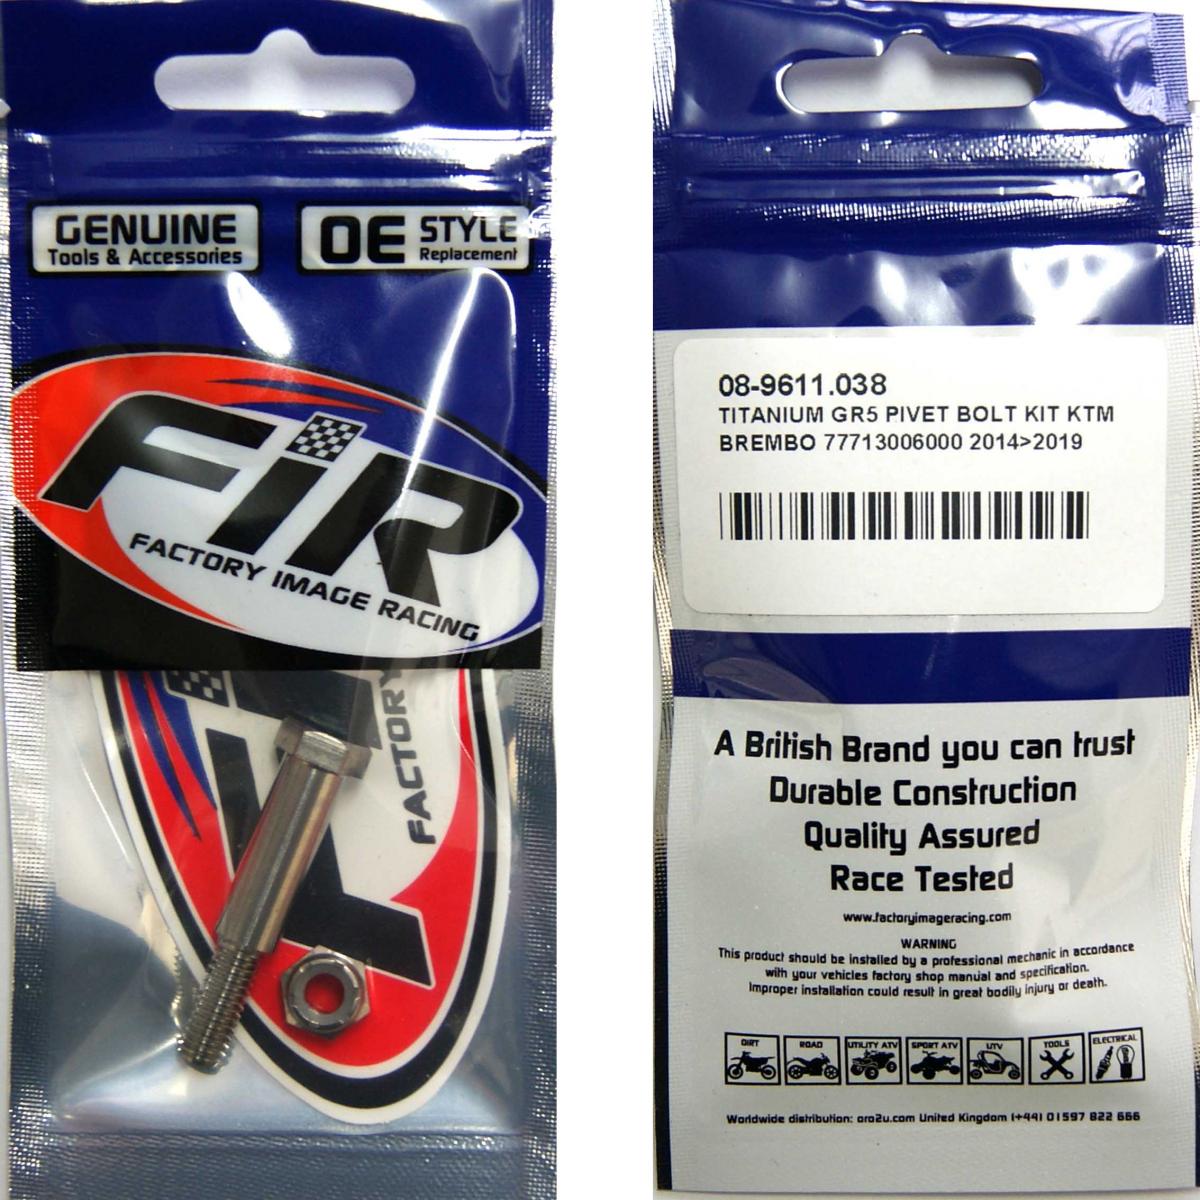 GENUINE
Tools & Accessories
OE STYLE
Replacement
FiR
FACTORY IMAGE RACING
FACTORY
08-9611.038
TITANIUM GR5 PIVET BOLT KIT KTM
BREMBO 77713006000 2014>2019
A British Brand you can trust
Durable Construction
Quality Assured
Race Tested
www.factoryimageracing.com
WARNING
This product should be installed by a professional mechanic in accordance
with your vehicles factory shop manual and specification.
Improper installation could result in great bodily injury or death.
DIRT ROAD UTILITY ATV SPORT ATV UTV TOOLS ELECTRICAL
Worldwide distribution: oro2u.com United Kingdom (+44) 01597 822 666